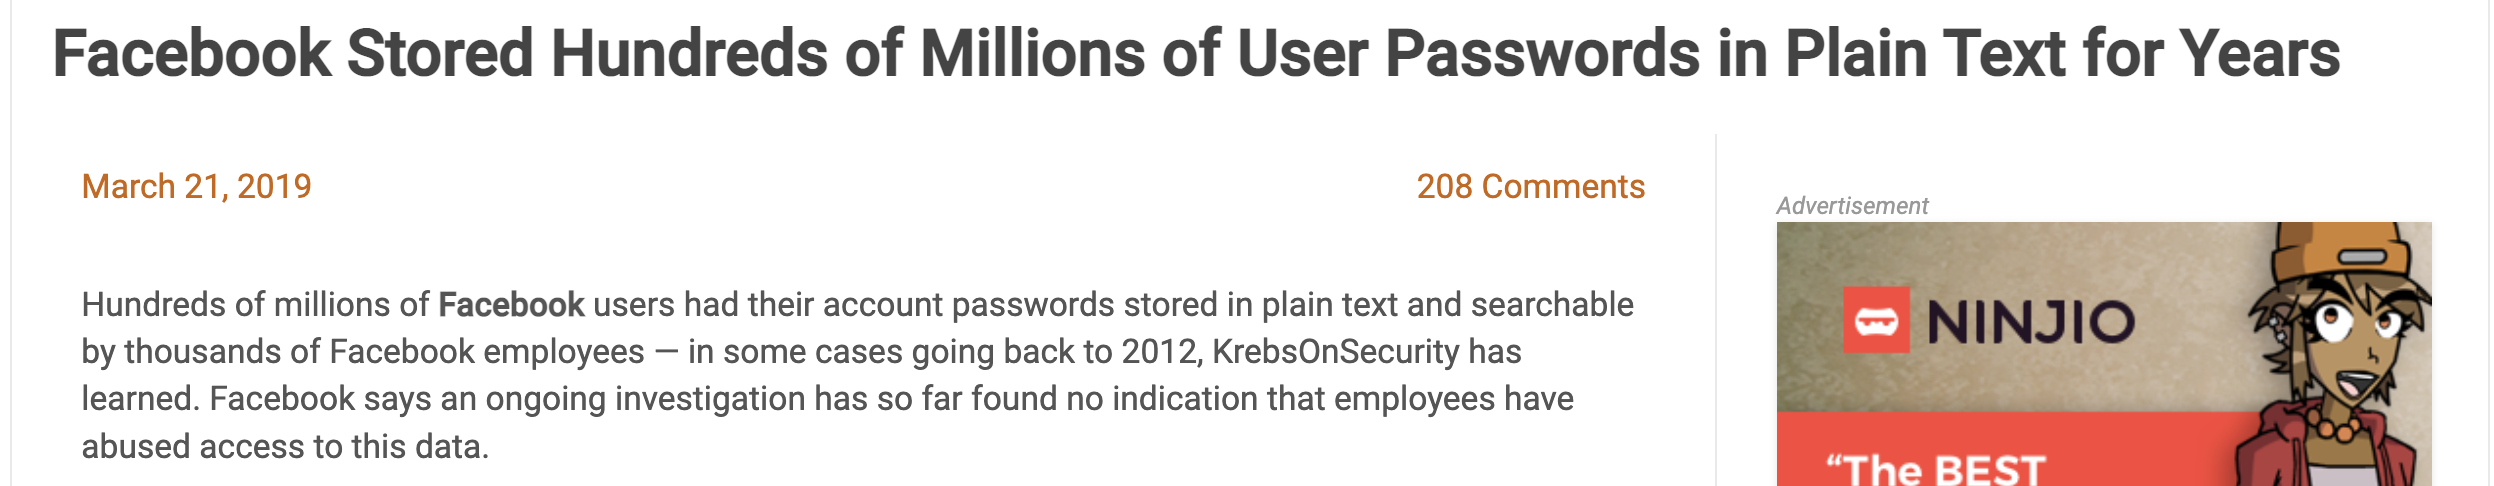 Facebook Stored Hundreds of Millions of User Passwords in Plain Text for Years
March 21, 2019
208 Comments
Hundreds of millions of Facebook users had their account passwords stored in plain text and searchable
by thousands of Facebook employees — in some cases going back to 2012, KrebsOnSecurity has
learned. Facebook says an ongoing investigation has so far found no indication that employees have
abused access to this data.
Advertisement
NINJIO
“The BEST